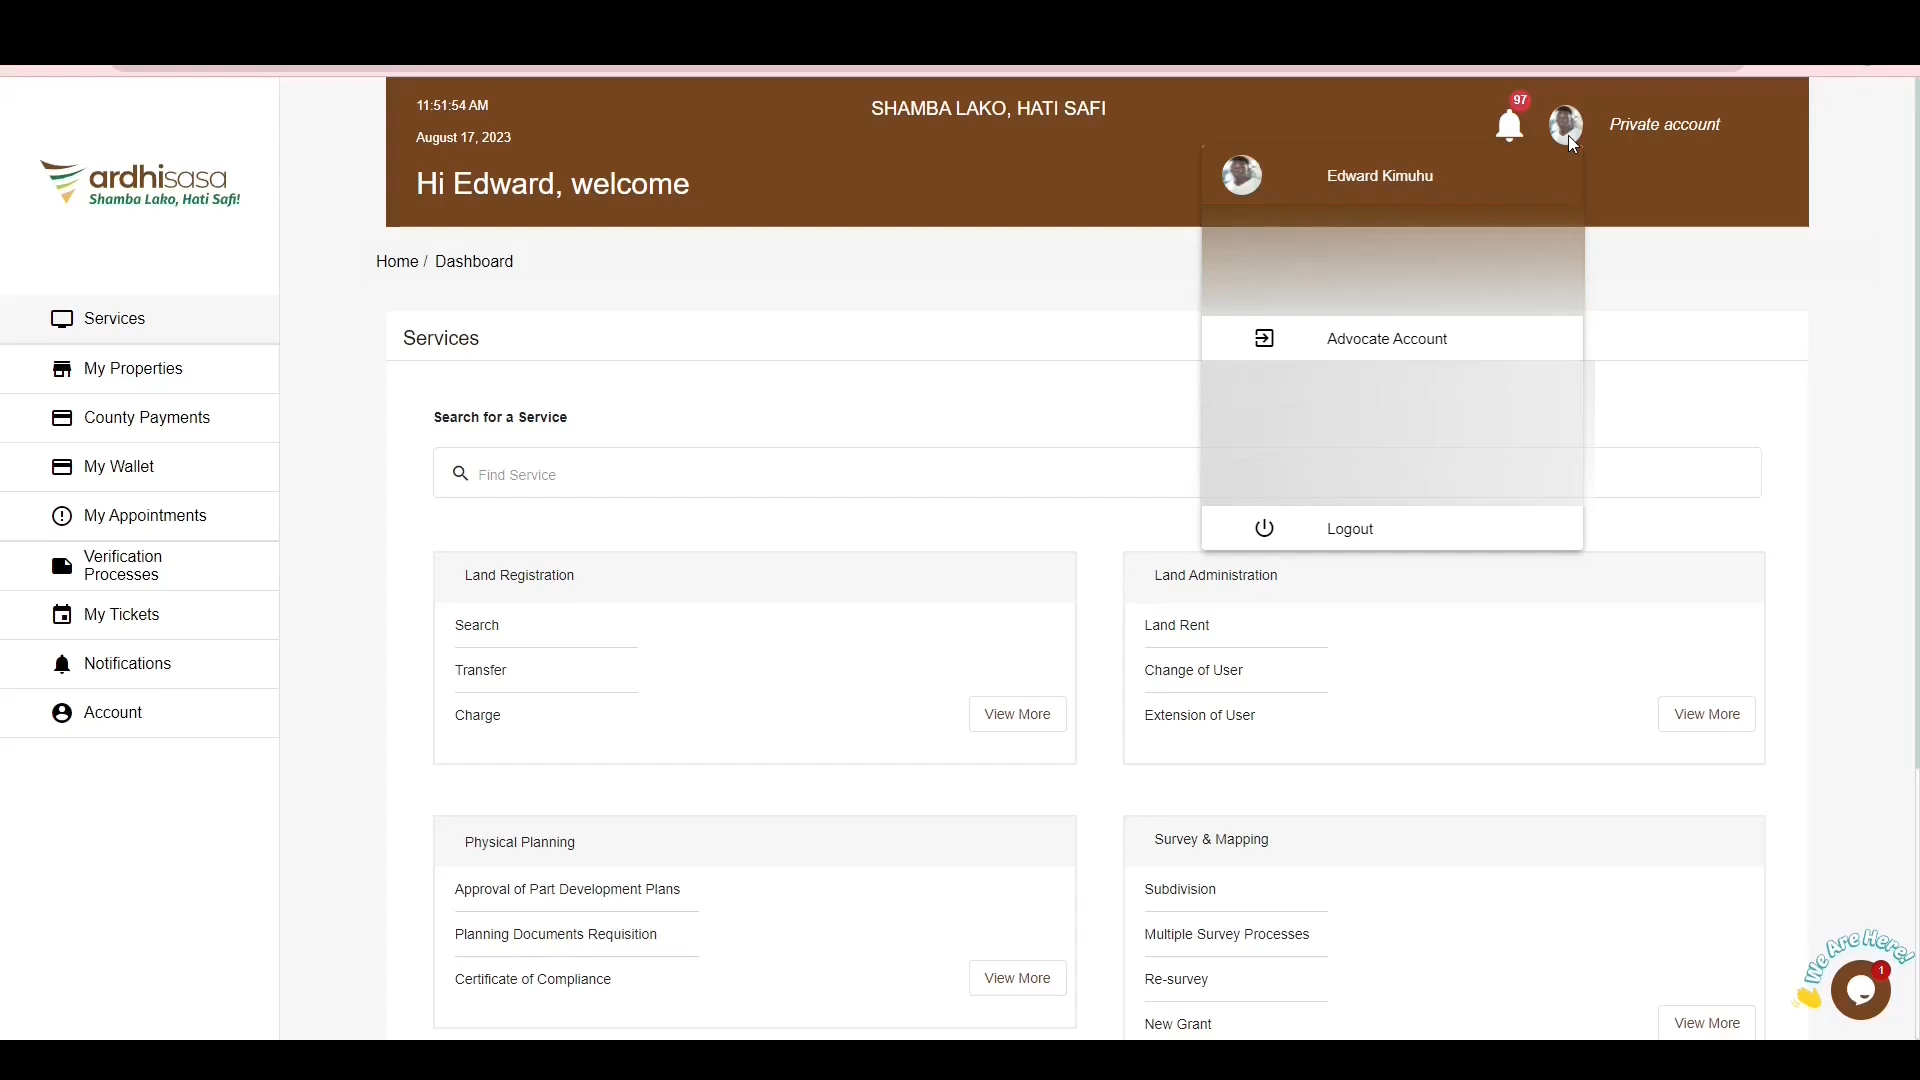 11:51:54 AM
SHAMBA LAKO, HATI SAFI
97
Private account
August 17, 2023
Hi Edward, welcome
Edward Kimuhu
ardhisasa
Shamba Lako, Hati Safi!
Home / Dashboard
Services
My Properties
County Payments
My Wallet
My Appointments
Verification
Processes
My Tickets
Notifications
Account
Advocate Account
Logout
Services
Search for a Service
Find Service
Land Registration
Search
Transfer
Charge
View More
Land Administration
Land Rent
Change of User
Extension of User
View More
Physical Planning
Approval of Part Development Plans
Planning Documents Requisition
Certificate of Compliance
View More
Survey & Mapping
Subdivision
Multiple Survey Processes
Re-survey
New Grant
View More
We Are Here!
1